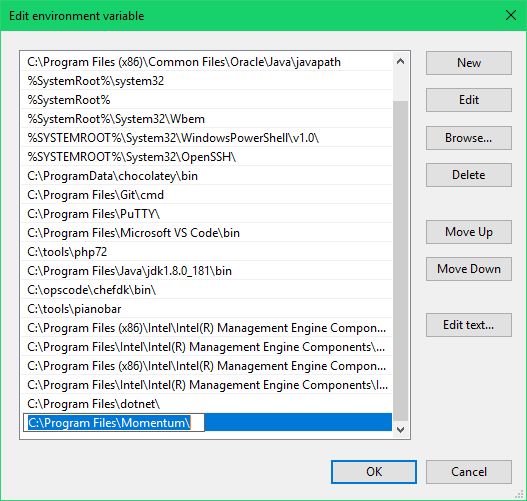 Edit environment variable
C:\Program Files (x86)\Common Files\Oracle\Java\javapath
%SystemRoot%\system32
%SystemRoot%
%SystemRoot%\System32\Wbem
%SYSTEMROOT%\System32\WindowsPowerShell\v1.0\
%SYSTEMROOT%\System32\OpenSSH\
C:\ProgramData\chocolatey\bin
C:\Program Files\Git\cmd
C:\Program Files\PuTTY\
C:\Program Files\Microsoft VS Code\bin
C:\tools\php72
C:\Program Files\Java\jdk1.8.0_181\bin
C:\opscode\chefdk\bin\
C:\tools\pianobar
C:\Program Files (x86)\Intel\Intel(R) Management Engine Compon...
C:\Program Files\Intel\Intel(R) Management Engine Components\...
C:\Program Files (x86)\Intel\Intel(R) Management Engine Compon...
C:\Program Files\Intel\Intel(R) Management Engine Components\I...
C:\Program Files\dotnet\
C:\Program Files\Momentum\
New
Edit
Browse...
Delete
Move Up
Move Down
Edit text...
OK
Cancel